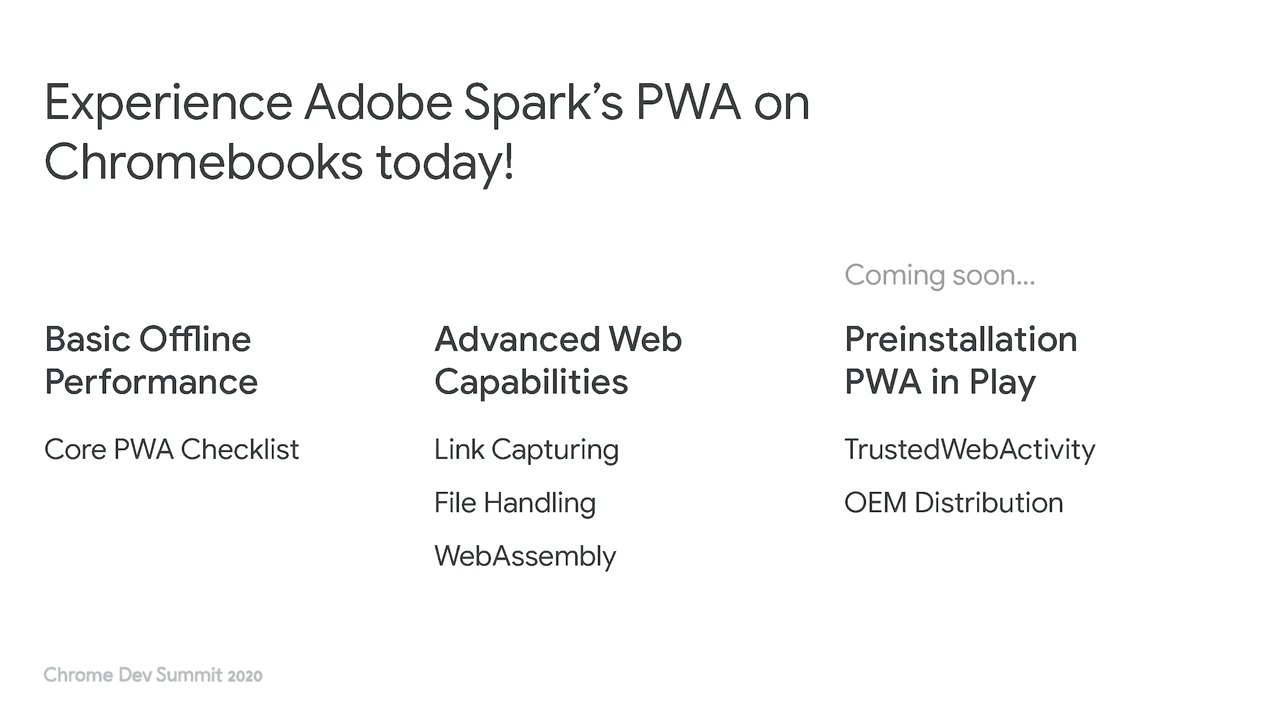 Experience Adobe Spark’s PWA on
Chromebooks today!
Basic Offline
Performance
Core PWA Checklist
Advanced Web
Capabilities
Link Capturing
File Handling
WebAssembly
Coming soon...
Preinstallation
PWA in Play
TrustedWebActivity
OEM Distribution
Chrome Dev Summit 2020